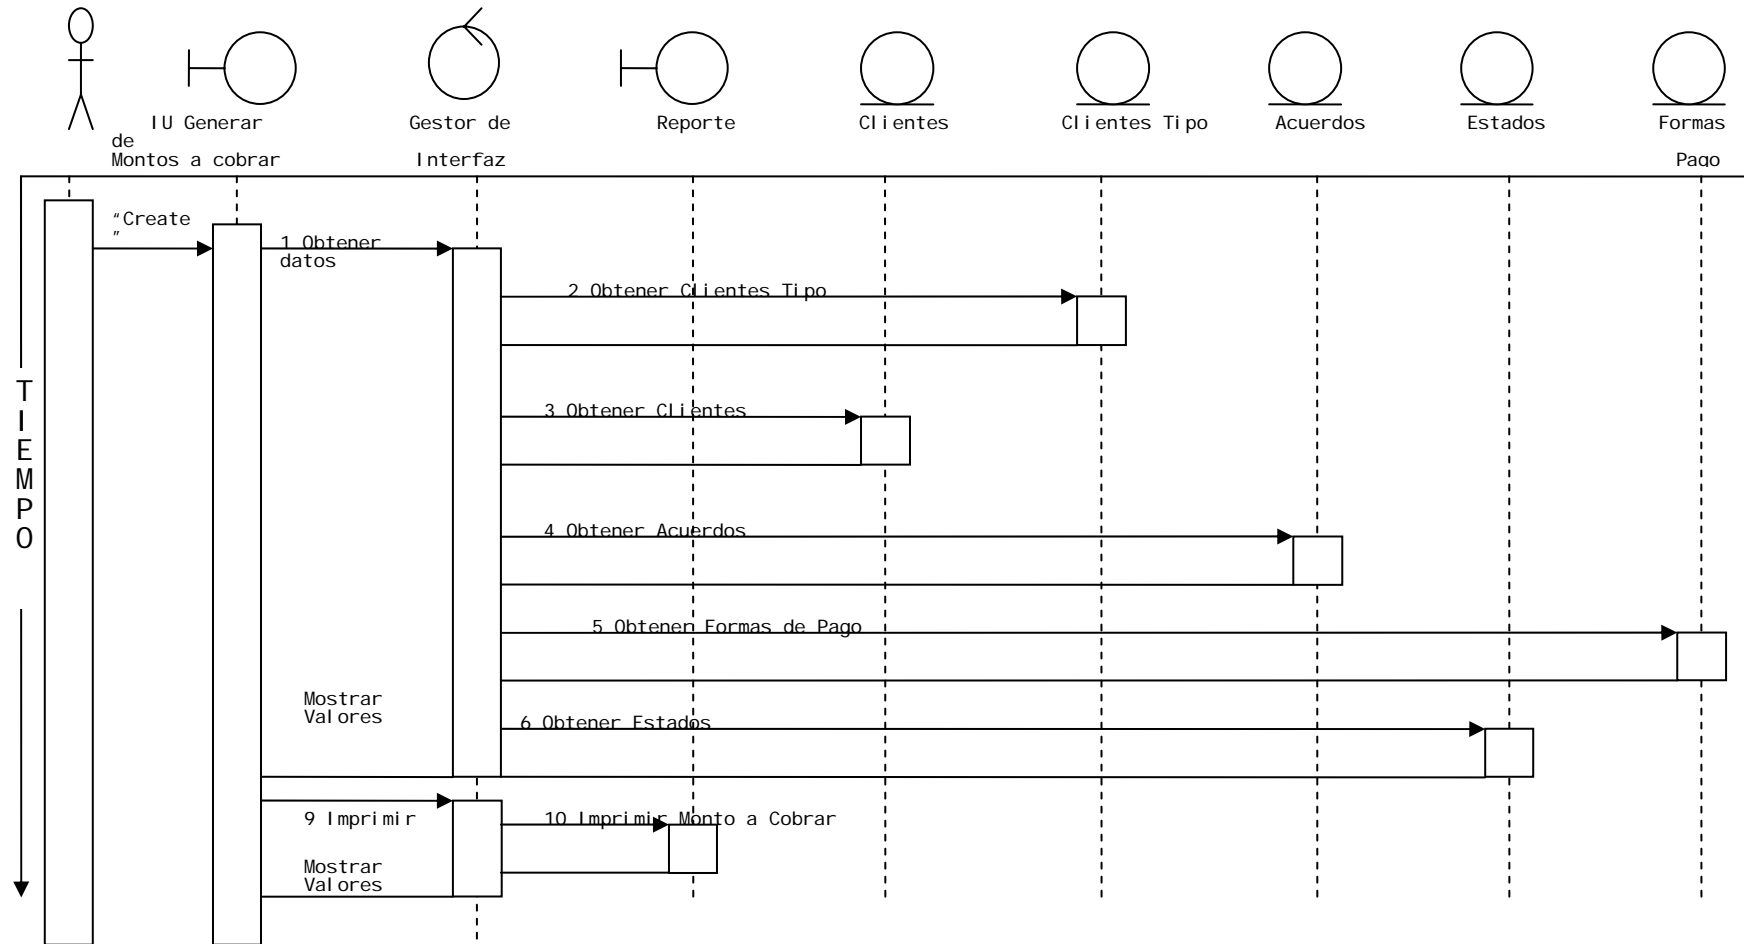 IU Generar
Gestor de
Reporte
Clientes
Clientes Tipo
Acuerdos
Estados
Formas
de
Montos a cobrar
Interfaz
Pago
“Create
”
1 Obtener
datos
2 Obtener Clientes Tipo
T
I
E
M
P
O
3 Obtener Clientes
4 Obtener Acuerdos
5 Obtener Formas de Pago
Mostrar
Valores
6 Obtener Estados
9 Imprimir
10 Imprimir Monto a Cobrar
Mostrar
Valores